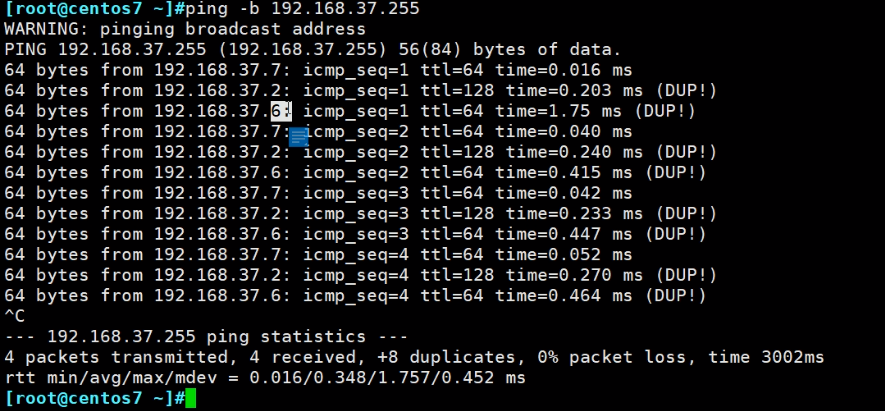 [root@centos7 ~]#ping -b 192.168.37.255
WARNING: pinging broadcast address
PING 192.168.37.255 (192.168.37.255) 56(84) bytes of data.
64 bytes from 192.168.37.7: icmp_seq=1 ttl=64 time=0.016 ms
64 bytes from 192.168.37.2: icmp_seq=1 ttl=128 time=0.203 ms (DUP!)
64 bytes from 192.168.37.6: icmp_seq=1 ttl=64 time=1.75 ms (DUP!)
64 bytes from 192.168.37.7: icmp_seq=2 ttl=64 time=0.040 ms
64 bytes from 192.168.37.2: icmp_seq=2 ttl=128 time=0.240 ms (DUP!)
64 bytes from 192.168.37.6: icmp_seq=2 ttl=64 time=0.415 ms (DUP!)
64 bytes from 192.168.37.7: icmp_seq=3 ttl=64 time=0.042 ms
64 bytes from 192.168.37.2: icmp_seq=3 ttl=128 time=0.233 ms (DUP!)
64 bytes from 192.168.37.6: icmp_seq=3 ttl=64 time=0.447 ms (DUP!)
64 bytes from 192.168.37.7: icmp_seq=4 ttl=64 time=0.052 ms
64 bytes from 192.168.37.2: icmp_seq=4 ttl=128 time=0.270 ms (DUP!)
64 bytes from 192.168.37.6: icmp_seq=4 ttl=64 time=0.464 ms (DUP!)
^C
--- 192.168.37.255 ping statistics ---
4 packets transmitted, 4 received, +8 duplicates, 0% packet loss, time 3002ms
rtt min/avg/max/mdev = 0.016/0.348/1.757/0.452 ms
[root@centos7 ~]#